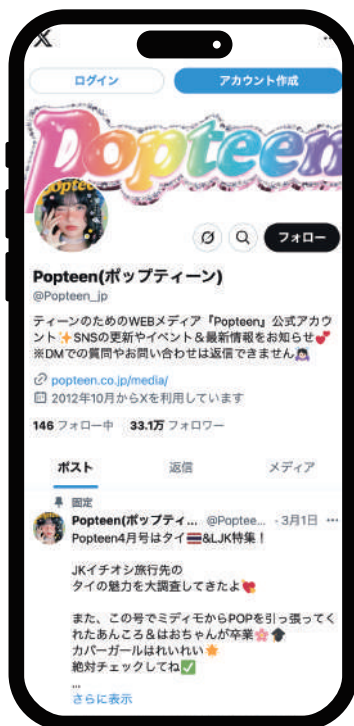 X
ログイン
アカウント作成
Popteen
Popteen
フォロー
Popteen(ポップティーン)
@Popteen_jp
ティーンのためのWEBメディア「Popteen」公式アカウ
ント✨SNSの更新やイベント＆最新情報をお知らせ💕
※DMでの質問やお問い合わせは返信できません🙇🏻‍♀️
popteen.co.jp/media/
2012年10月からXを利用しています
146 フォロー中 33.1万 フォロワー
ポスト 返信 メディア
固定
Popteen(ポップティ... @Poptee... · 3月1日 ...
Popteen4月号はタイ🇹🇭&LJK特集！
JKイチオシ旅行先の
タイの魅力を大調査してきたよ💘
また、この号でミディモからPOPを引っ張ってく
れたあんころ＆はおちゃんが卒業🌸🎓
カバーガールはれいれい🌟
絶対チェックしてね✅
...
さらに表示